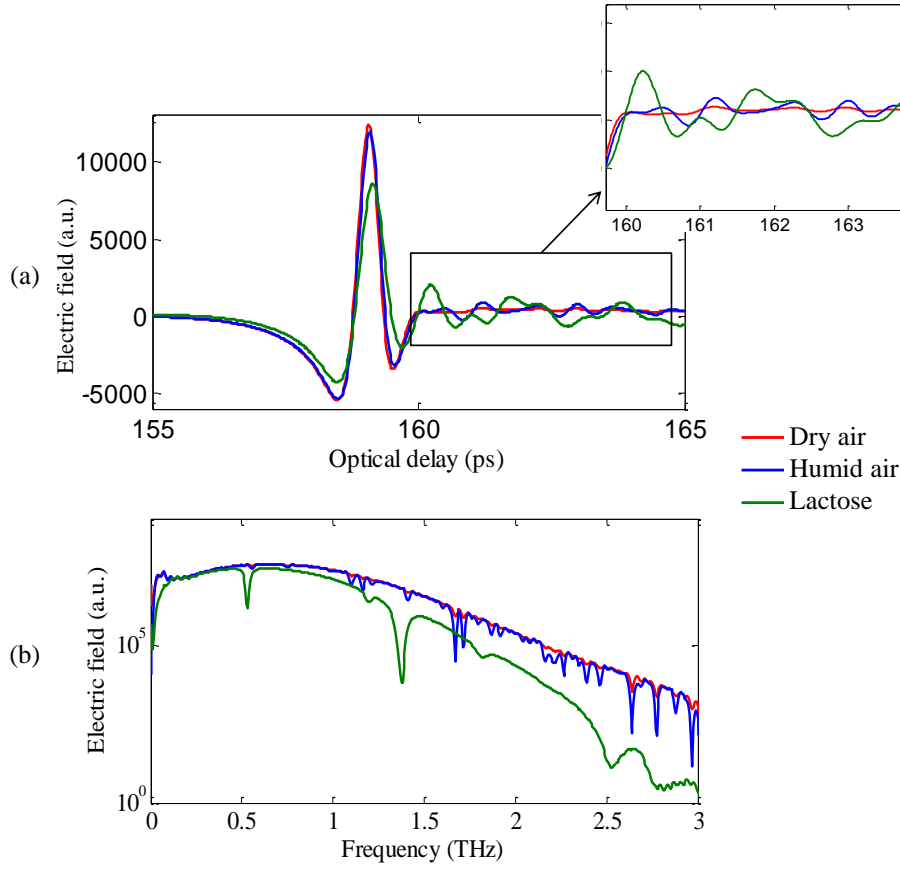 160 161 162 163
10000
5000
0
-5000
Electric field (a.u.)
(a)
155 160 165
Optical delay (ps)
Dry air
Humid air
Lactose
10^5
10^0
Electric field (a.u.)
(b)
0 0.5 1 1.5 2 2.5 3
Frequency (THz)